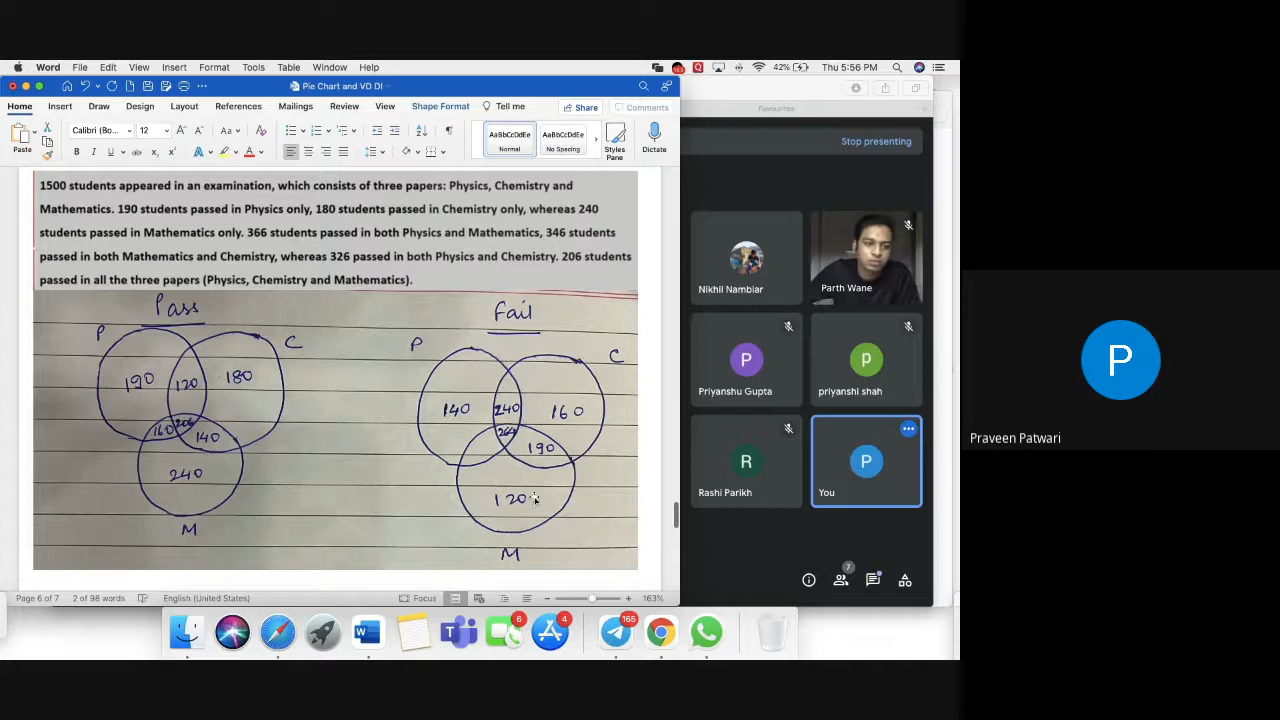 Word File Edit View Insert Format Tools Table Window Help
42% Thu 5:56 PM
Pie Chart and VD DI
Favourites
Home Insert Draw Design Layout References Mailings Review View Shape Format Tell me Share Comments
Stop presenting
Calibri (Bo... 12
Paste
AaBbCcDdEe AaBbCcDdEe
Normal No Spacing
Styles Pane
Dictate
1500 students appeared in an examination, which consists of three papers: Physics, Chemistry and
Mathematics. 190 students passed in Physics only, 180 students passed in Chemistry only, whereas 240
students passed in Mathematics only. 366 students passed in both Physics and Mathematics, 346 students
passed in both Mathematics and Chemistry, whereas 326 passed in both Physics and Chemistry. 206 students
passed in all the three papers (Physics, Chemistry and Mathematics).
Pass
P C
190 120 180
160 206 140
240
M
Fail
P C
140 240 160
264 190
120
M
Nikhil Nambiar
Parth Wane
Priyanshu Gupta
priyanshi shah
Rashi Parikh
You
P
Praveen Patwari
7
Page 6 of 7 2 of 98 words English (United States) Focus 163%
6 4 165